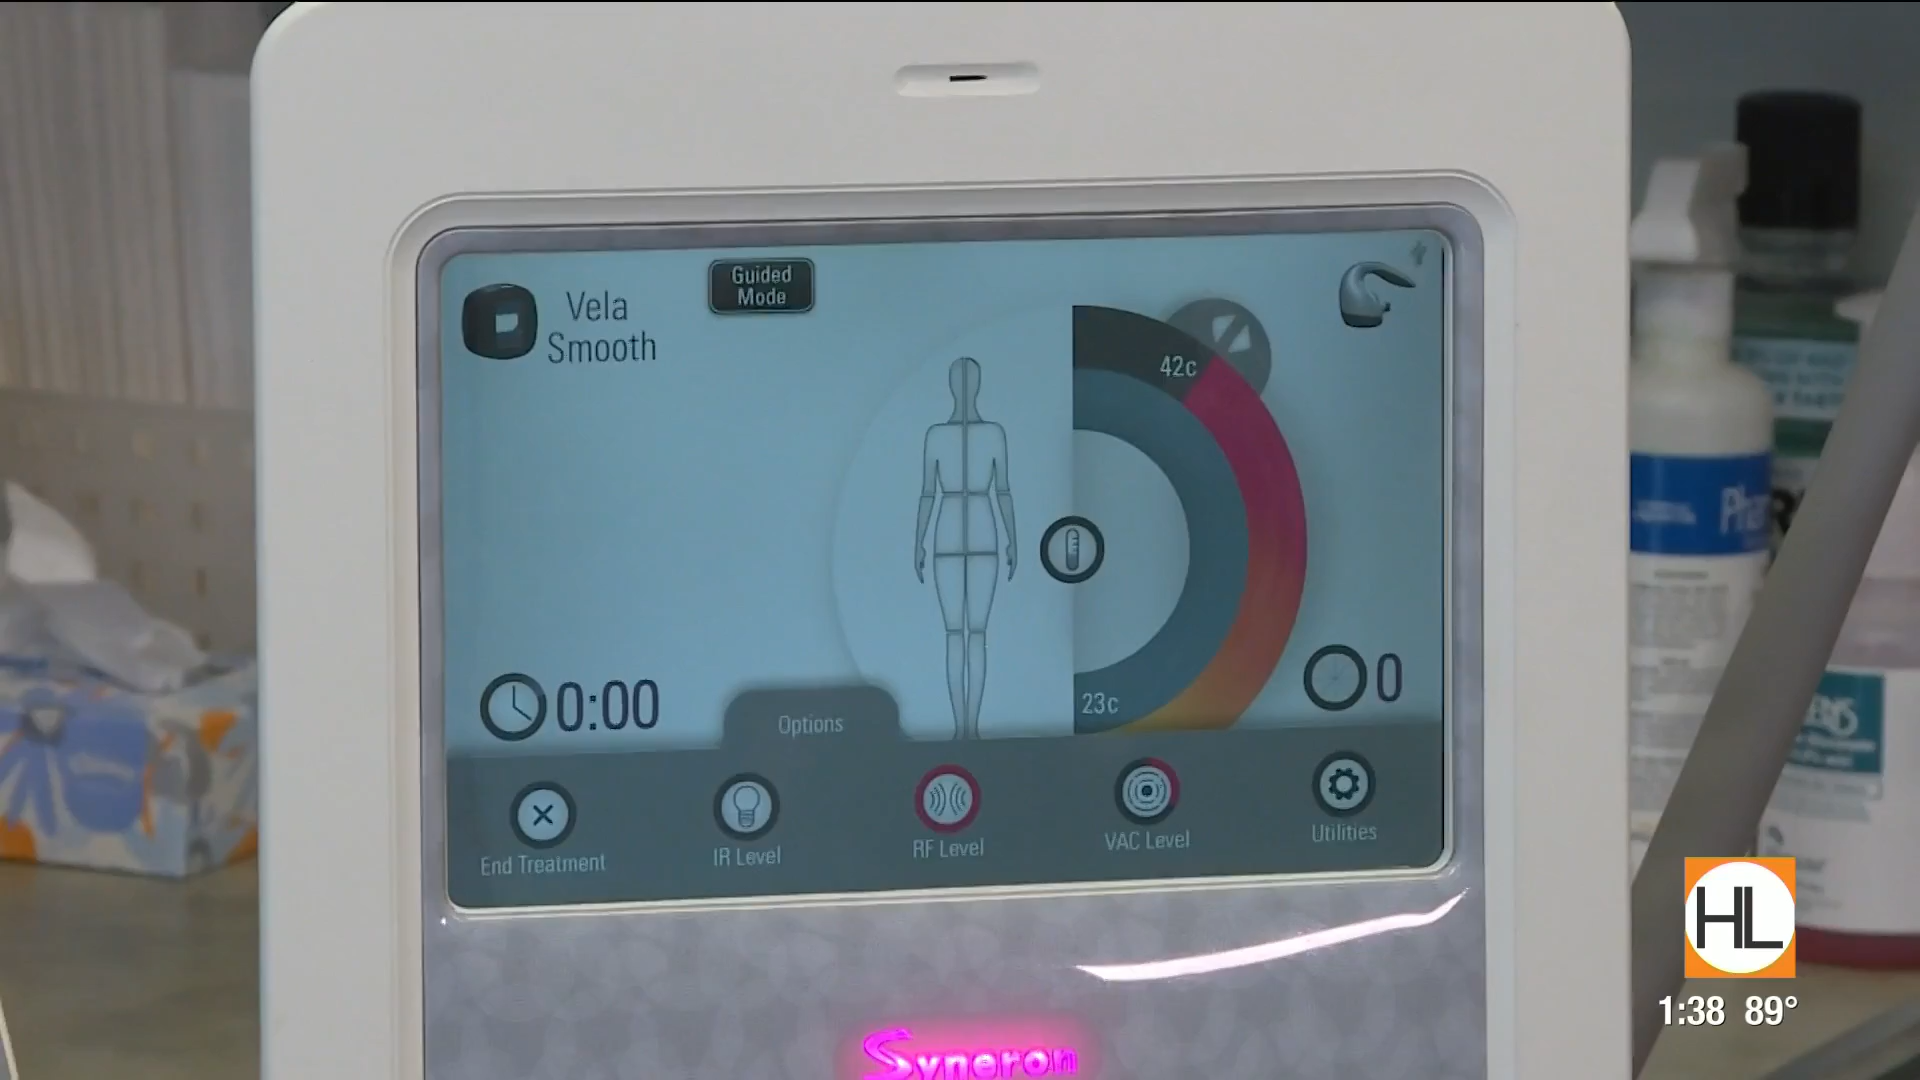 Vela
Smooth
Guided
Mode
42c
23c
0:00
0
Options
End Treatment
IR Level
RF Level
VAC Level
Utilities
Syneron
HL
1:38 89°